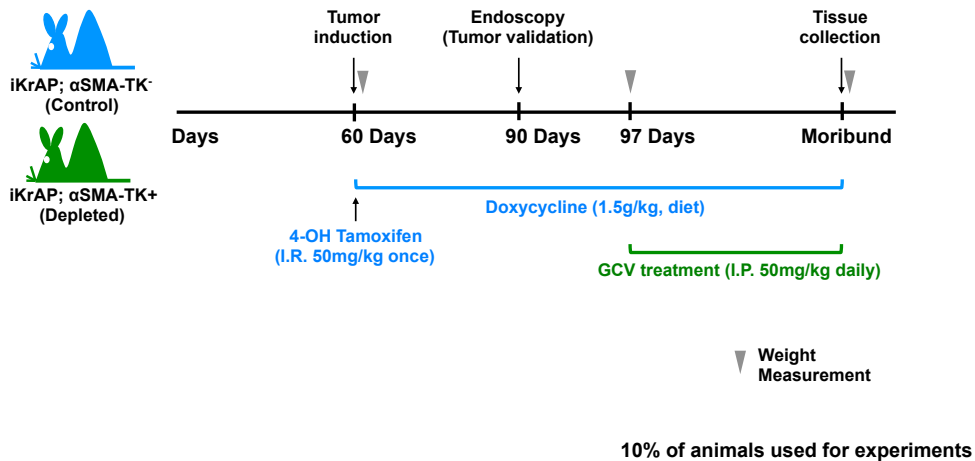 Tumor
induction
Endoscopy
(Tumor validation)
Tissue
collection
iKrAP; αSMA-TK-
(Control)
Days
60 Days
90 Days
97 Days
Moribund
iKrAP; αSMA-TK+
(Depleted)
Doxycycline (1.5g/kg, diet)
4-OH Tamoxifen
(I.R. 50mg/kg once)
GCV treatment (I.P. 50mg/kg daily)
Weight
Measurement
10% of animals used for experiments